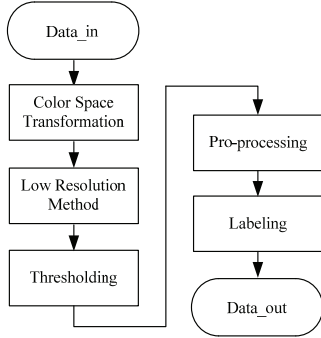 Data_in
Color Space
Transformation
Low Resolution
Method
Thresholding
Pro-processing
Labeling
Data_out